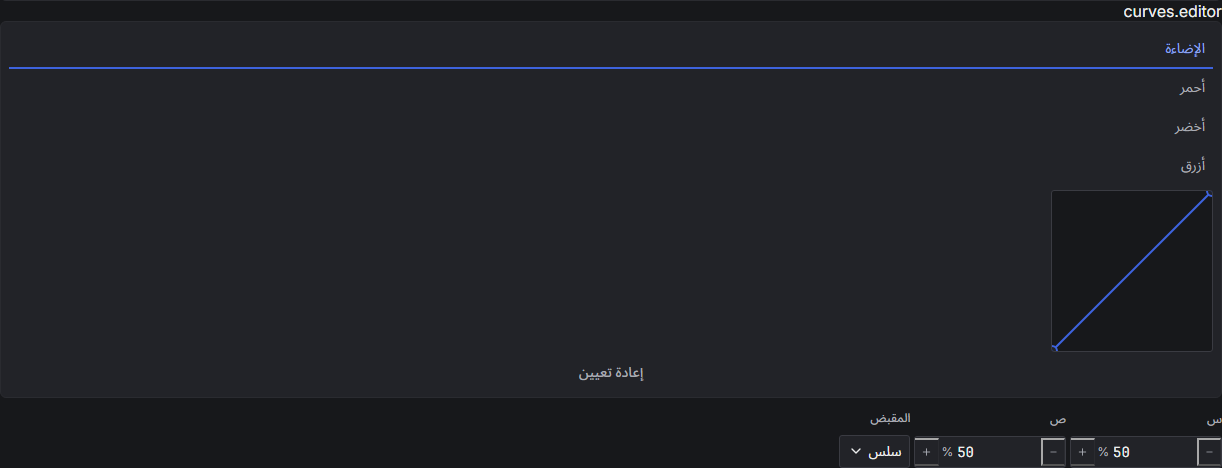 curves.editor
الإضاءة
أحمر
أخضر
أزرق
إعادة تعيين
س ص المقبض
− 50 % + − 50 % + سلس